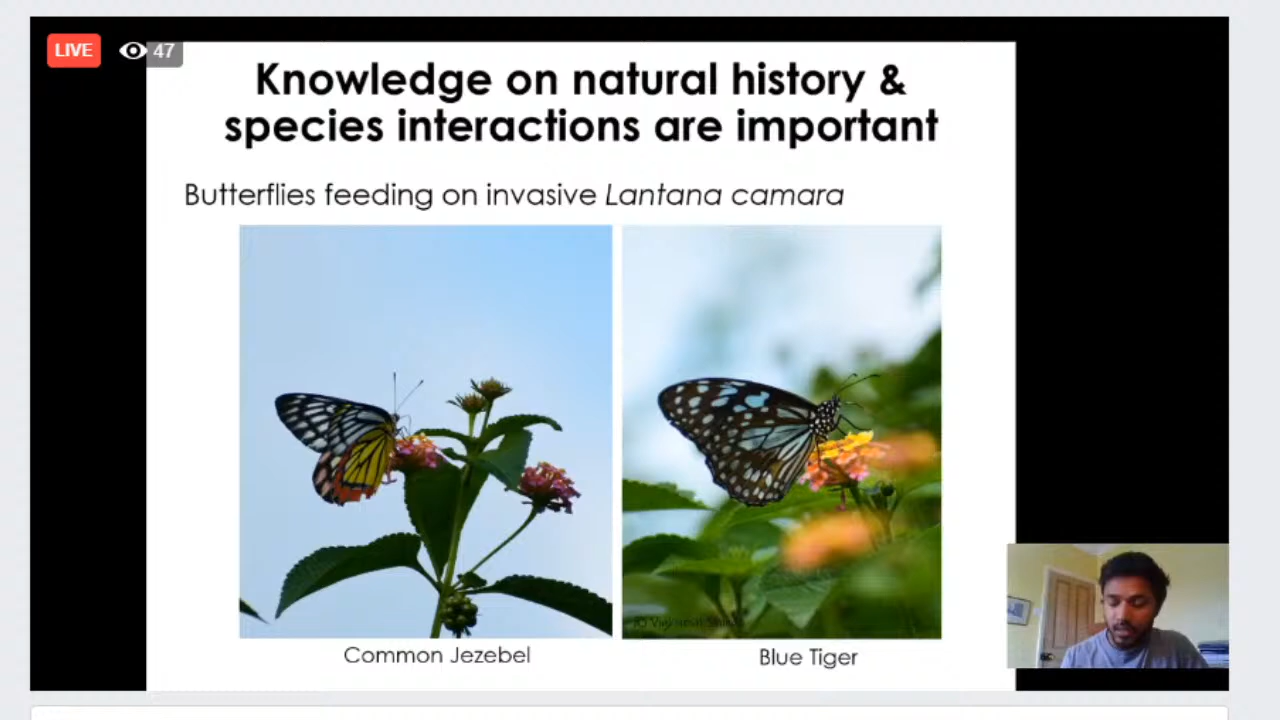 LIVE 47
Knowledge on natural history &
species interactions are important
Butterflies feeding on invasive Lantana camara
Common Jezebel
Blue Tiger